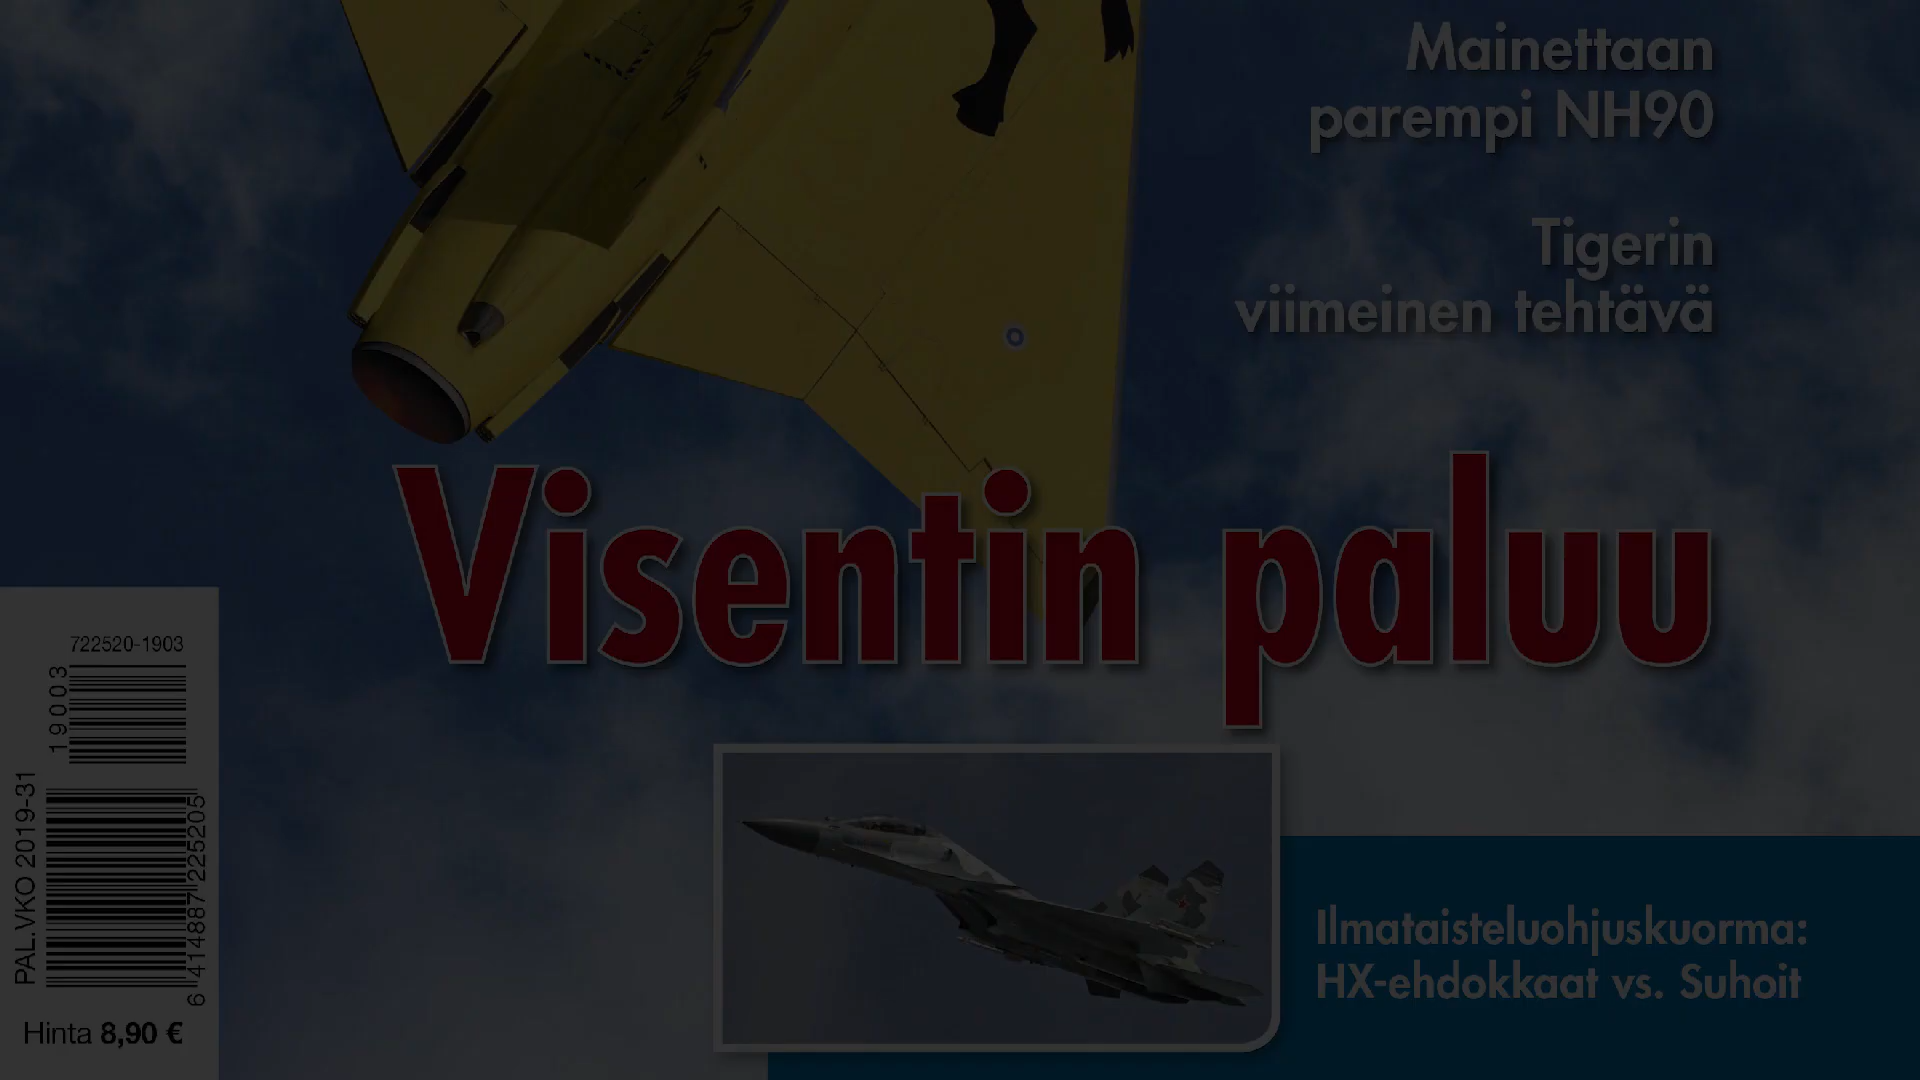 Mainettaan
parempi NH90
Tigerin
viimeinen tehtävä
Visentin paluu
722520-1903
19003
PAL.VKO 2019-31
6 414887 225205
Hinta 8,90 €
Ilmataisteluohjuskuorma:
HX-ehdokkaat vs. Suhoit